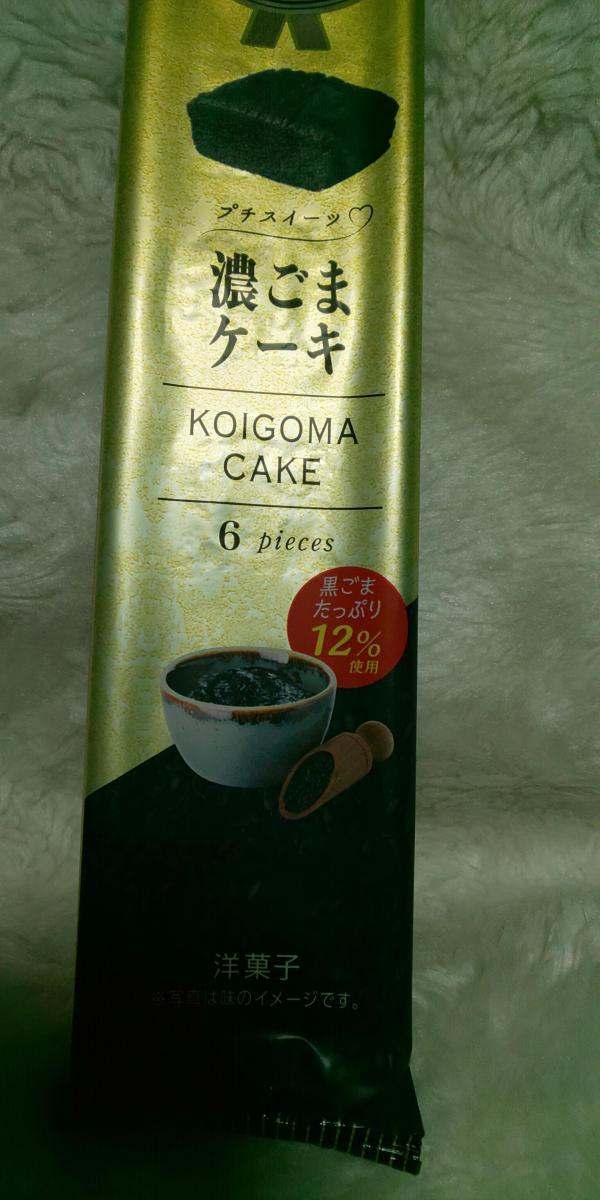 プチスイーツ♡
濃ごま
ケーキ
KOIGOMA
CAKE
6 pieces
黒ごま
たっぷり
12%
使用
洋菓子
※写真は味のイメージです。